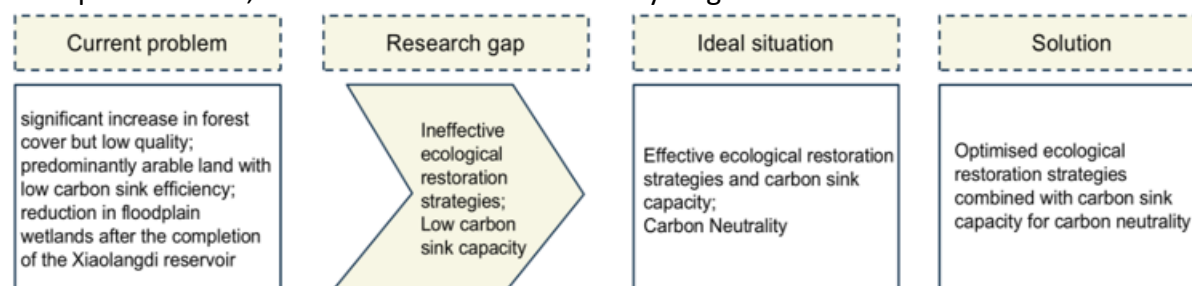 Current problem
Research gap
Ideal situation
Solution
significant increase in forest
cover but low quality;
predominantly arable land with
low carbon sink efficiency;
reduction in floodplain
wetlands after the completion
of the Xiaolangdi reservoir
Ineffective
ecological
restoration
strategies;
Low carbon
sink capacity
Effective ecological restoration
strategies and carbon sink
capacity;
Carbon Neutrality
Optimised ecological
restoration strategies
combined with carbon sink
capacity for carbon neutrality